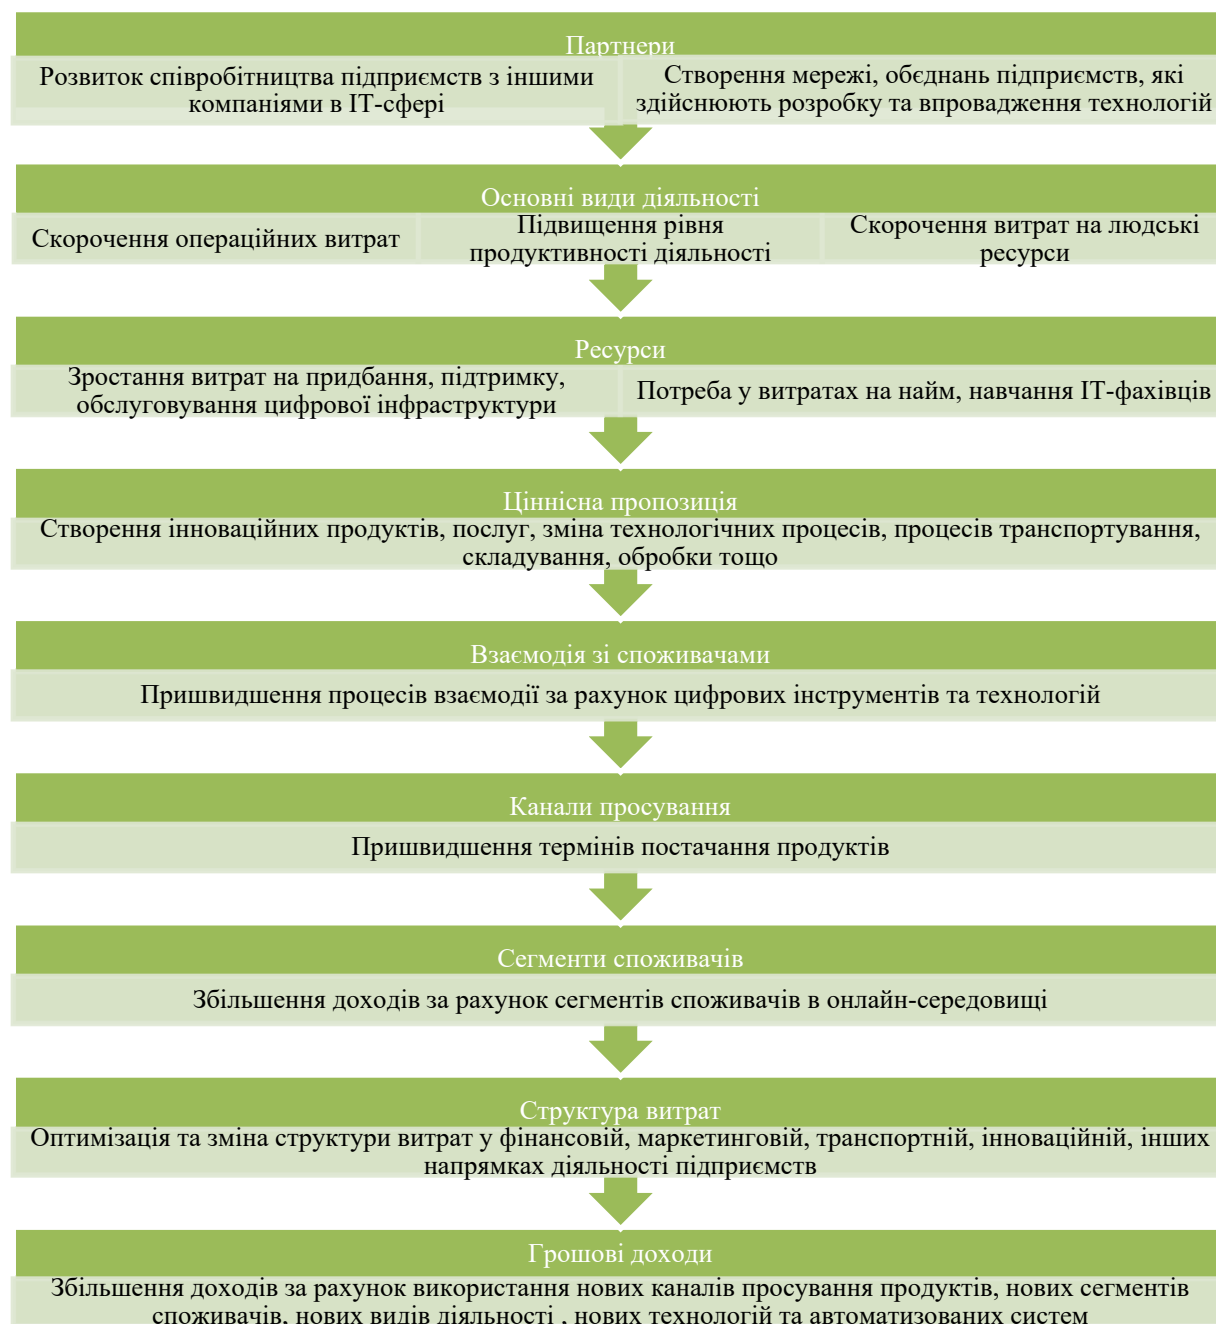 Партнери
Розвиток співробітництва підприємств з іншими
компаніями в ІТ-сфері
Створення мережі, обєднань підприємств, які
здійснюють розробку та впровадження технологій
Основні види діяльності
Скорочення операційних витрат
Підвищення рівня
продуктивності діяльності
Скорочення витрат на людські
ресурси
Ресурси
Зростання витрат на придбання, підтримку,
обслуговування цифрової інфраструктури
Потреба у витратах на найм, навчання ІТ-фахівців
Ціннісна пропозиція
Створення інноваційних продуктів, послуг, зміна технологічних процесів, процесів транспортування,
складування, обробки тощо
Взаємодія зі споживачами
Пришвидшення процесів взаємодії за рахунок цифрових інструментів та технологій
Канали просування
Пришвидшення термінів постачання продуктів
Сегменти споживачів
Збільшення доходів за рахунок сегментів споживачів в онлайн-середовищі
Структура витрат
Оптимізація та зміна структури витрат у фінансовій, маркетинговій, транспортній, інноваційній, інших
напрямках діяльності підприємств
Грошові доходи
Збільшення доходів за рахунок використання нових каналів просування продуктів, нових сегментів
споживачів, нових видів діяльності , нових технологій та автоматизованих систем